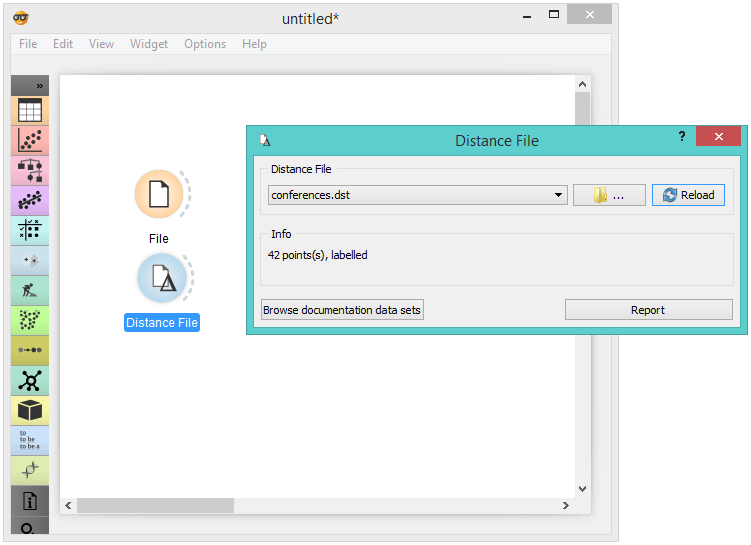 untitled*
File Edit View Widget Options Help
»
File
Distance File
to
to be
to be a
Distance File
?
Distance File
conferences.dst
...
Reload
Info
42 points(s), labelled
Browse documentation data sets
Report